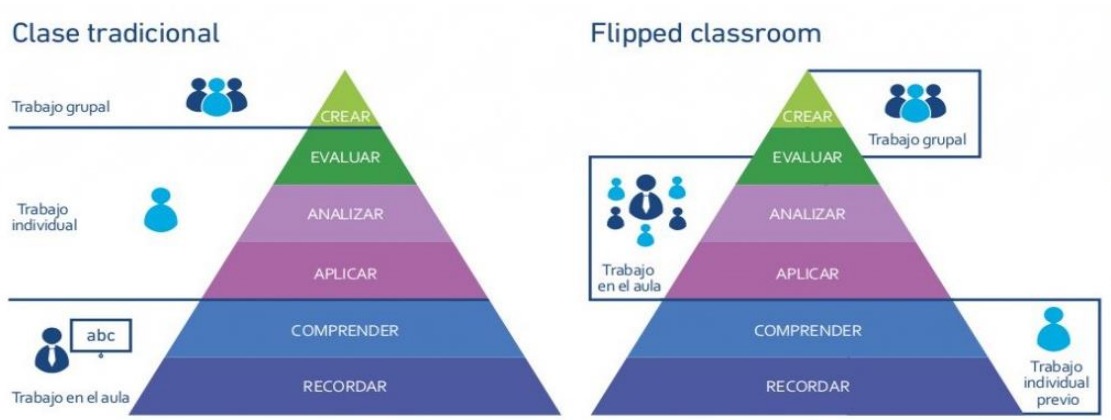 Clase tradicional
Trabajo grupal
Trabajo
individual
abc
Trabajo en el aula
CREAR
EVALUAR
ANALIZAR
APLICAR
COMPRENDER
RECORDAR
Flipped classroom
CREAR
EVALUAR
ANALIZAR
APLICAR
COMPRENDER
RECORDAR
Trabajo grupal
Trabajo
en el aula
Trabajo
individual
previo